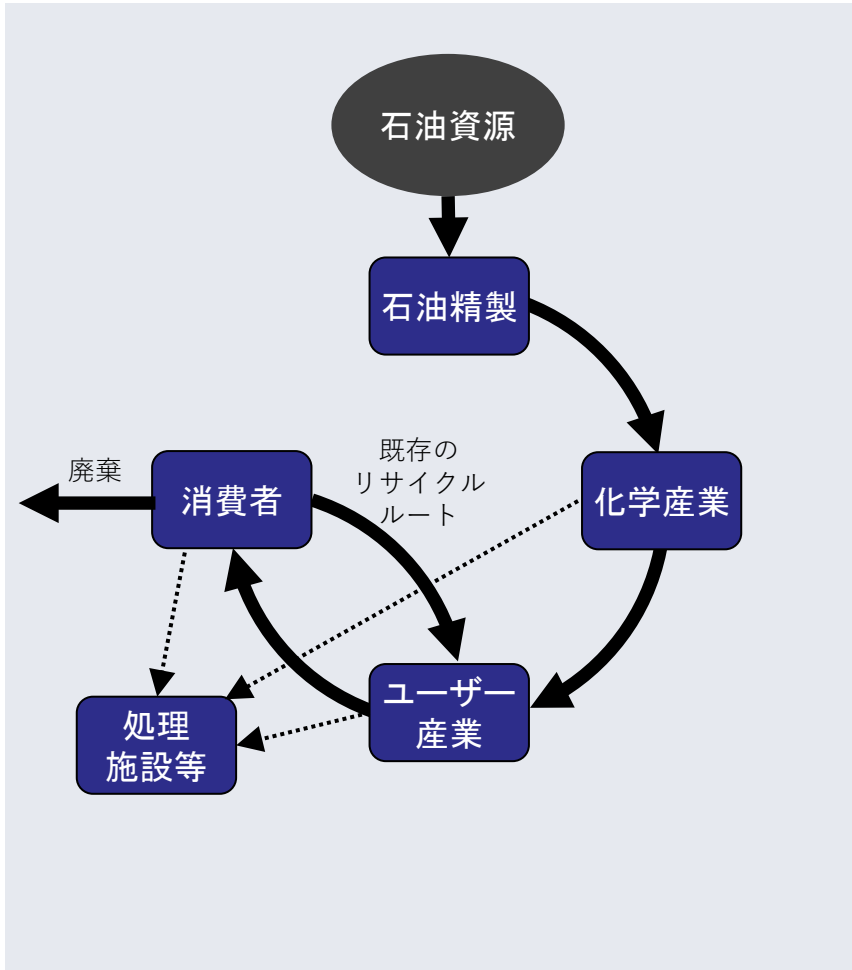 石油資源
石油精製
廃棄
消費者
既存の
リサイクル
ルート
化学産業
ユーザー
産業
処理
施設等